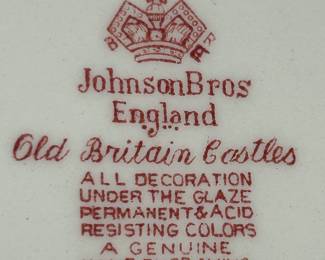 Johnson Bros
England
Old Britain Castles
ALL DECORATION
UNDER THE GLAZE
PERMANENT & ACID
RESISTING COLORS
A GENUINE